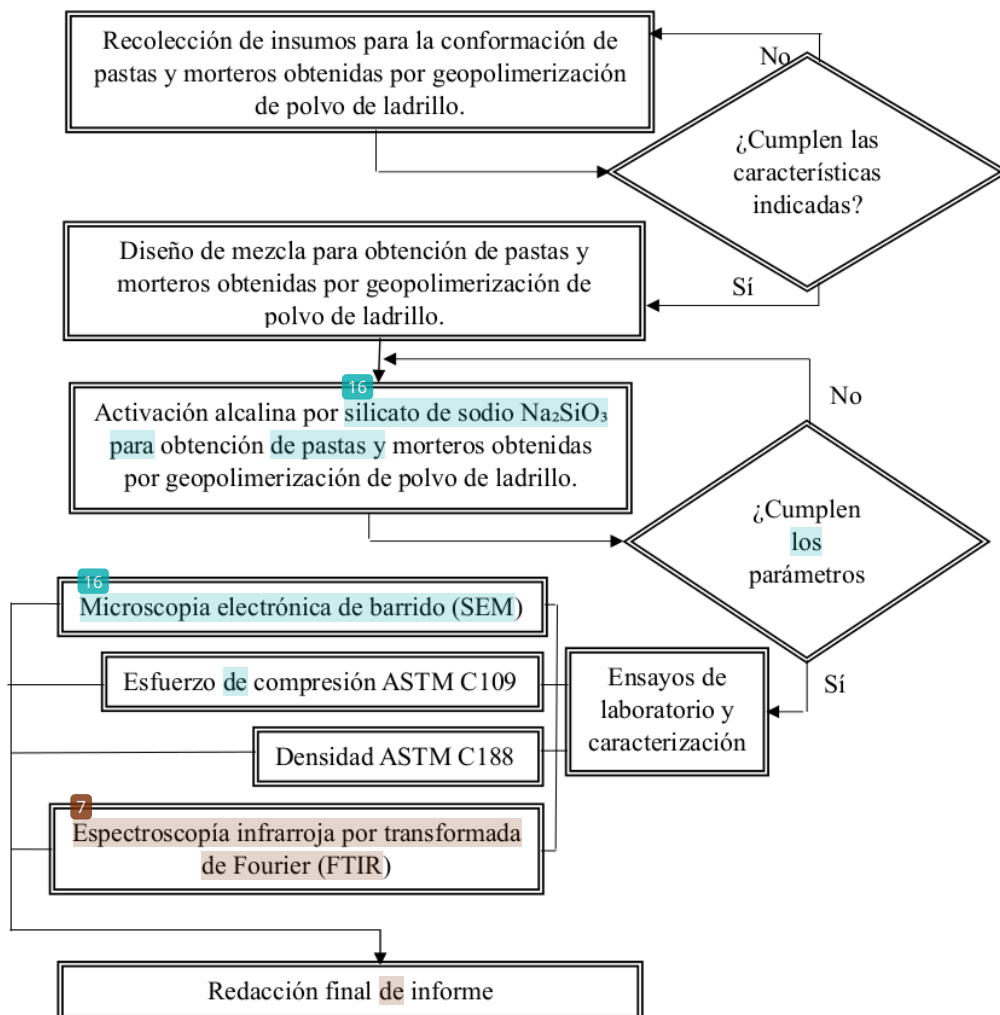 Recolección de insumos para la conformación de
pastas y morteros obtenidas por geopolimerización
de polvo de ladrillo.
No
¿Cumplen las
características
indicadas?
Diseño de mezcla para obtención de pastas y
morteros obtenidas por geopolimerización de
polvo de ladrillo.
Sí
16
Activación alcalina por silicato de sodio Na₂SiO₃
para obtención de pastas y morteros obtenidas
por geopolimerización de polvo de ladrillo.
No
¿Cumplen
los
parámetros
16
Microscopia electrónica de barrido (SEM)
Esfuerzo de compresión ASTM C109
Densidad ASTM C188
7
Espectroscopía infrarroja por transformada
de Fourier (FTIR)
Ensayos de
laboratorio y
caracterización
Sí
Redacción final de informe